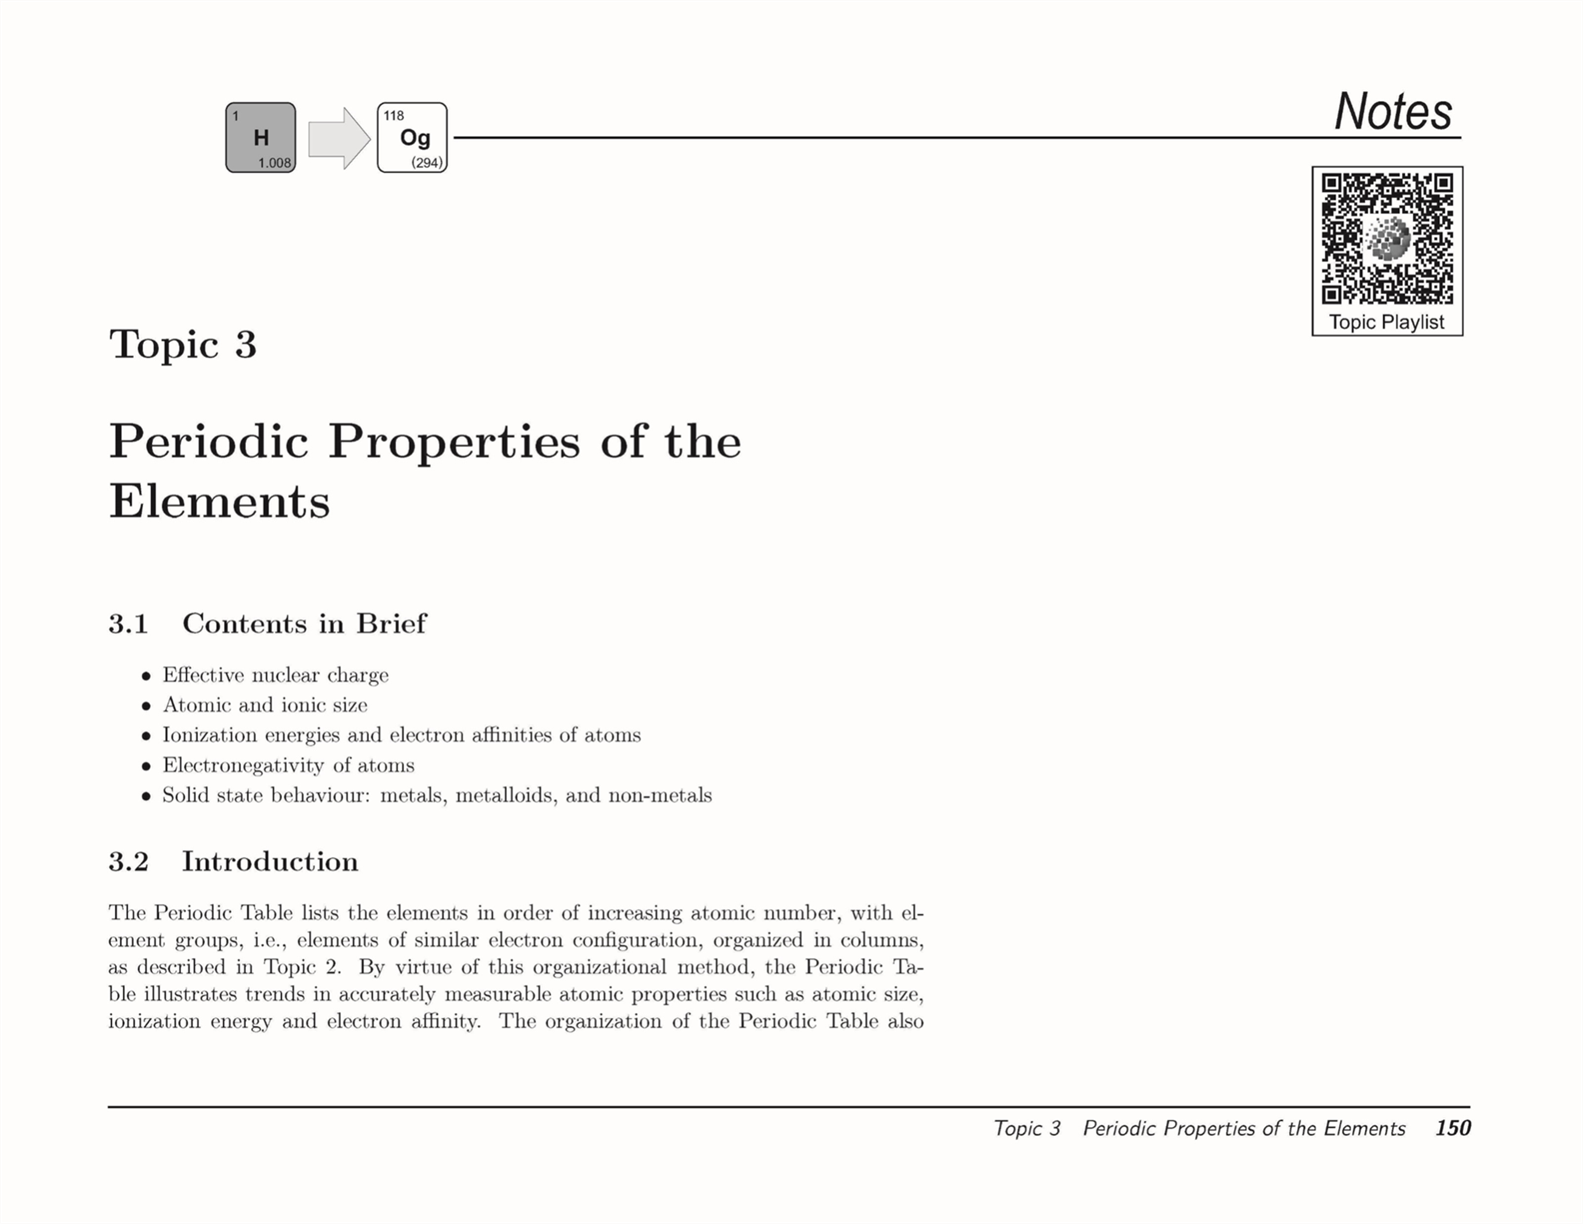 Notes
1
H
1.008
118
Og
(294)
Topic Playlist
Topic 3
Periodic Properties of the
Elements
3.1 Contents in Brief
• Effective nuclear charge
• Atomic and ionic size
• Ionization energies and electron affinities of atoms
• Electronegativity of atoms
• Solid state behaviour: metals, metalloids, and non-metals
3.2 Introduction
The Periodic Table lists the elements in order of increasing atomic number, with el-
ement groups, i.e., elements of similar electron configuration, organized in columns,
as described in Topic 2. By virtue of this organizational method, the Periodic Ta-
ble illustrates trends in accurately measurable atomic properties such as atomic size,
ionization energy and electron affinity. The organization of the Periodic Table also
Topic 3 Periodic Properties of the Elements 150